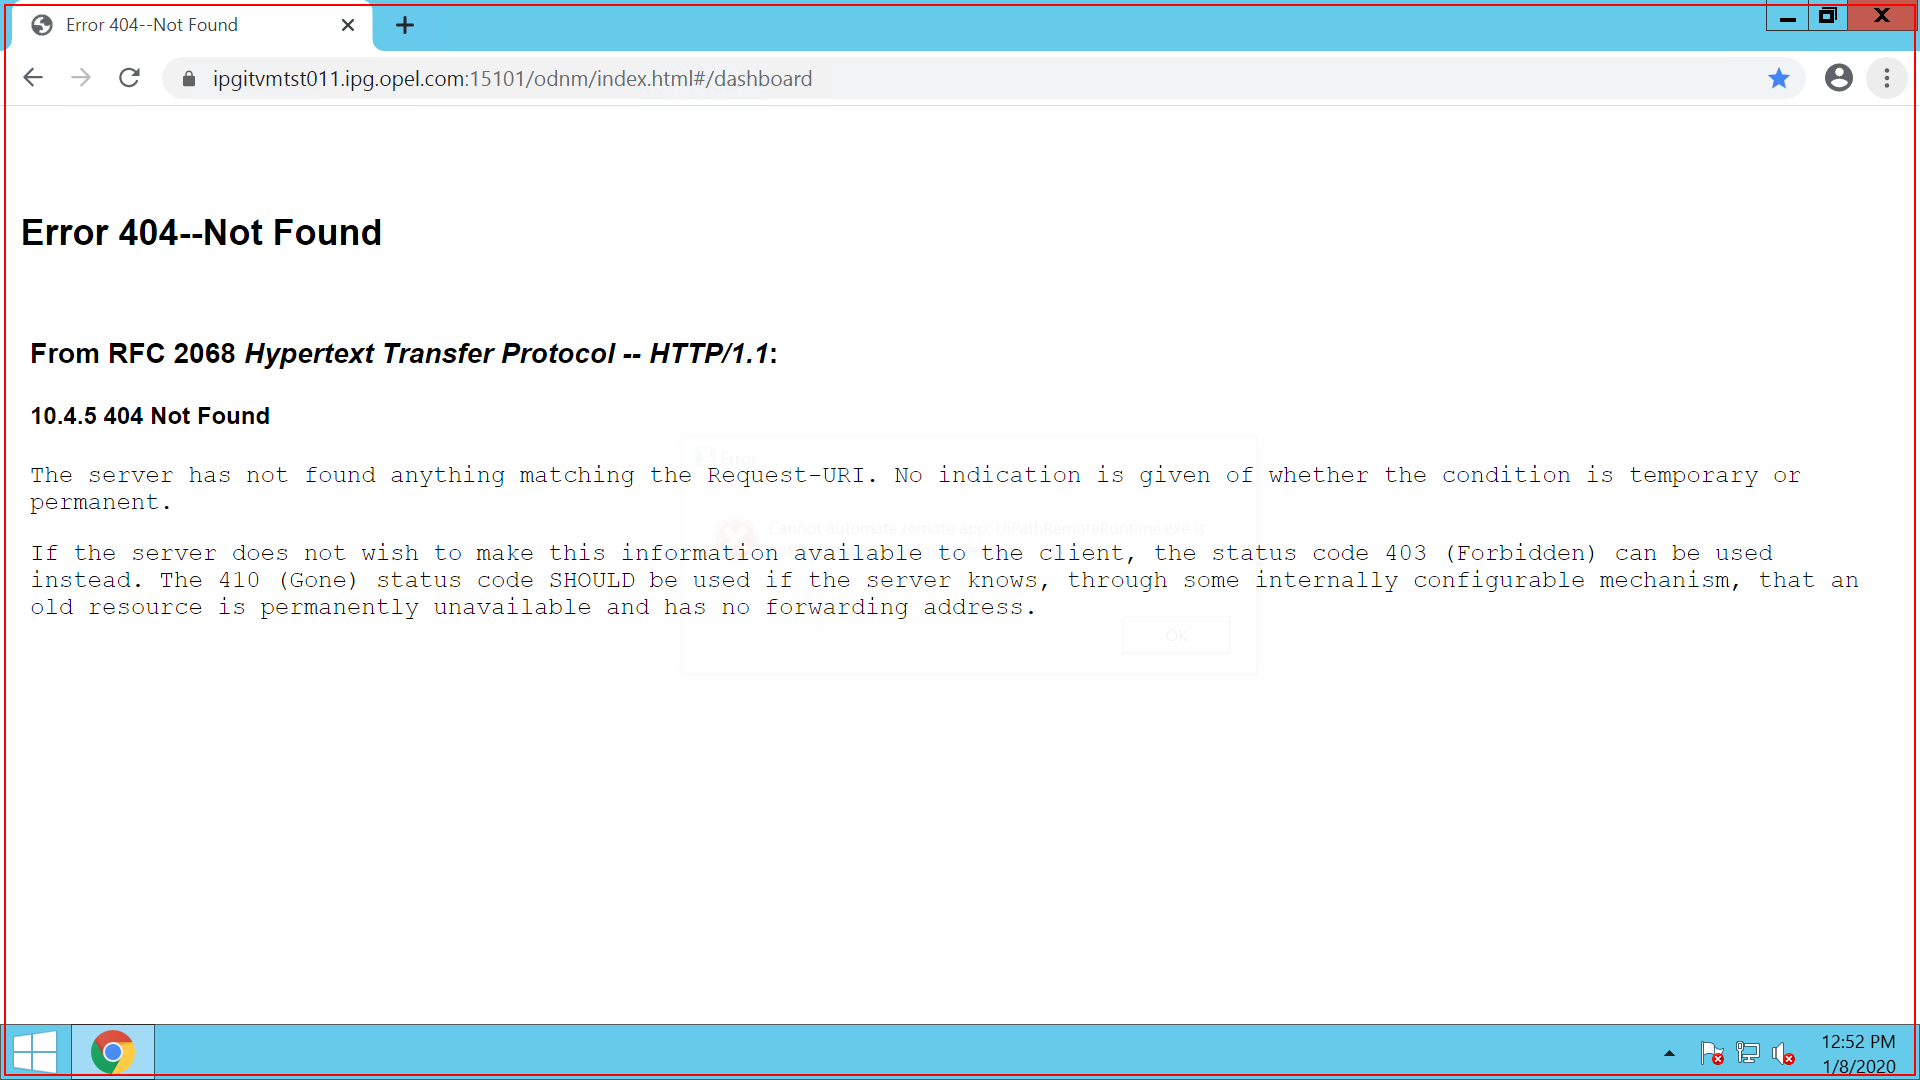 Error 404--Not Found
ipgitvmtst011.ipg.opel.com:15101/odnm/index.html#/dashboard
Error 404--Not Found
From RFC 2068 Hypertext Transfer Protocol -- HTTP/1.1:
10.4.5 404 Not Found
The server has not found anything matching the Request-URI. No indication is given of whether the condition is temporary or
permanent.
If the server does not wish to make this information available to the client, the status code 403 (Forbidden) can be used
instead. The 410 (Gone) status code SHOULD be used if the server knows, through some internally configurable mechanism, that an
old resource is permanently unavailable and has no forwarding address.
Error
Cannot automate remote app: UiPathRemoteRuntime.exe is
OK
12:52 PM
1/8/2020